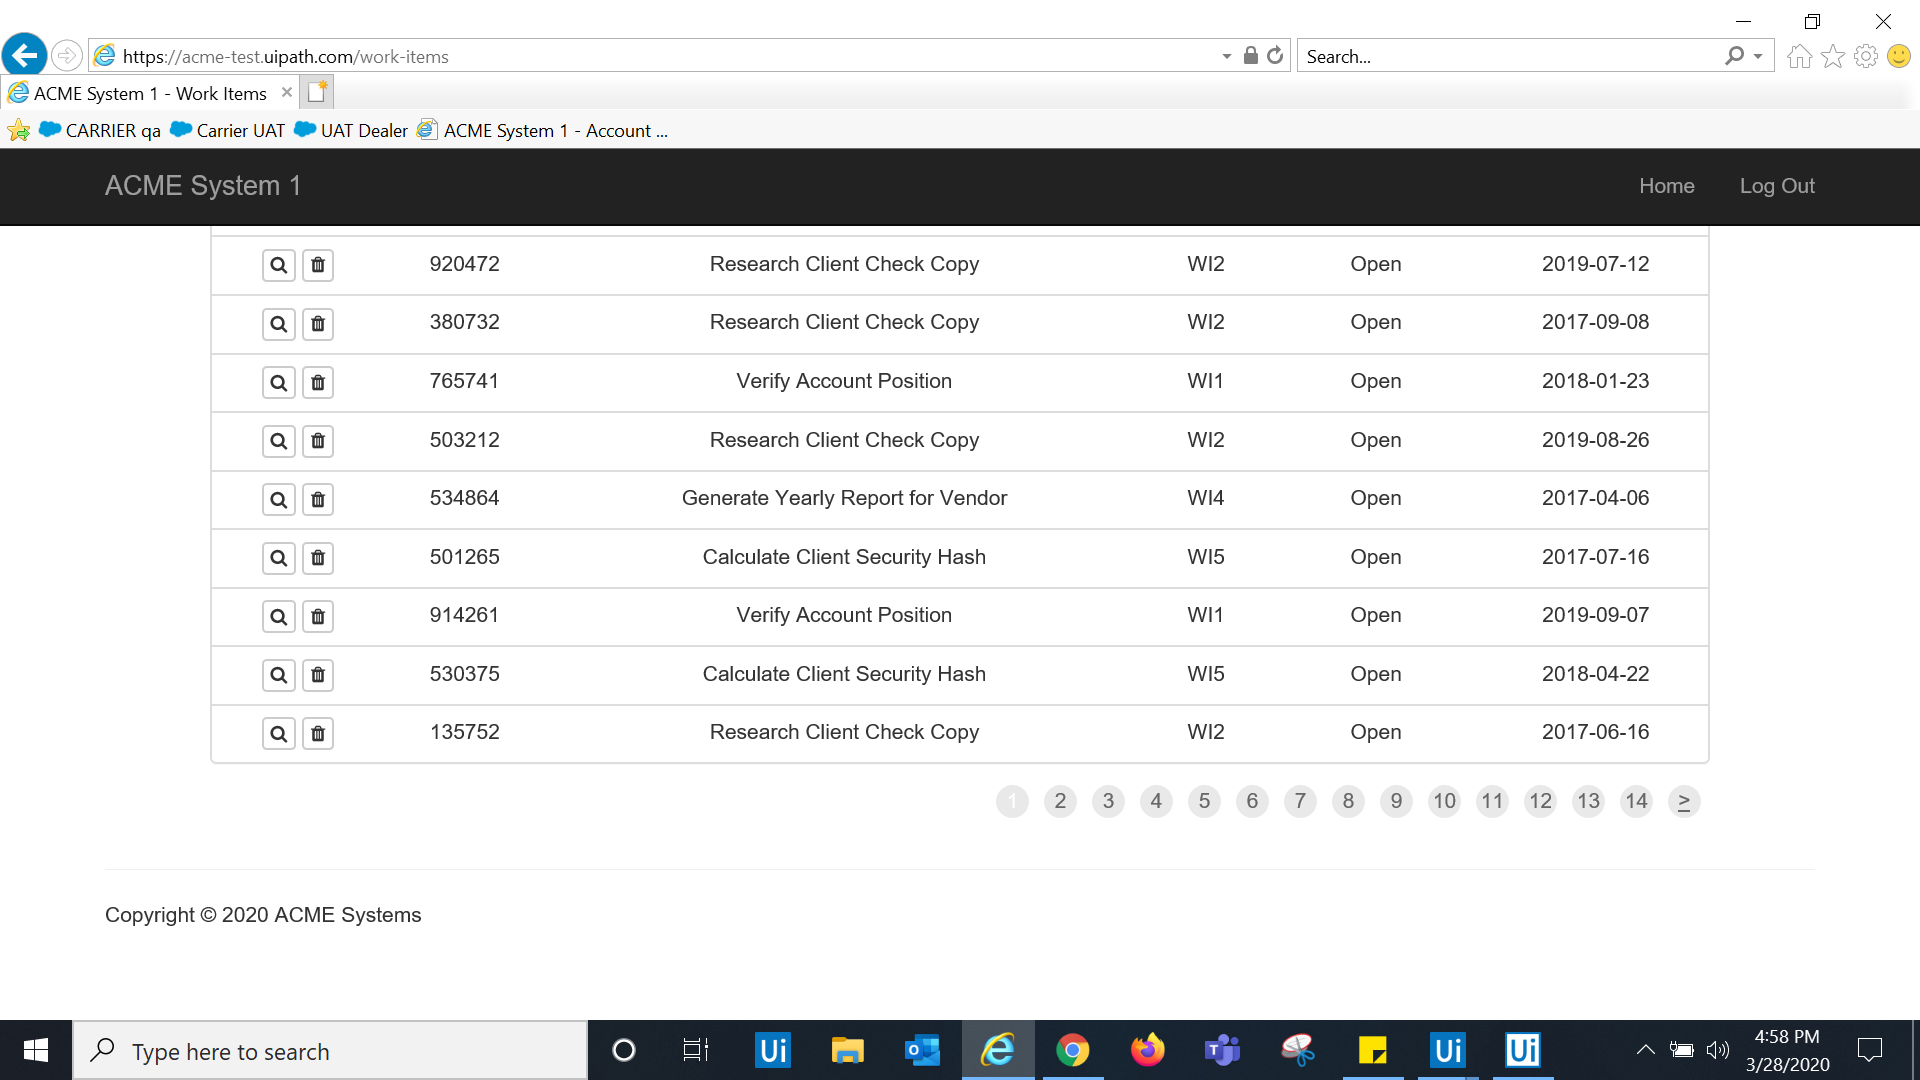 https://acme-test.uipath.com/work-items
Search...
ACME System 1 - Work Items
CARRIER qa Carrier UAT UAT Dealer ACME System 1 - Account ...
ACME System 1 Home Log Out
920472 Research Client Check Copy WI2 Open 2019-07-12
380732 Research Client Check Copy WI2 Open 2017-09-08
765741 Verify Account Position WI1 Open 2018-01-23
503212 Research Client Check Copy WI2 Open 2019-08-26
534864 Generate Yearly Report for Vendor WI4 Open 2017-04-06
501265 Calculate Client Security Hash WI5 Open 2017-07-16
914261 Verify Account Position WI1 Open 2019-09-07
530375 Calculate Client Security Hash WI5 Open 2018-04-22
135752 Research Client Check Copy WI2 Open 2017-06-16
1 2 3 4 5 6 7 8 9 10 11 12 13 14 >
Copyright © 2020 ACME Systems
Type here to search
Ui
Ui
Ui
4:58 PM
3/28/2020